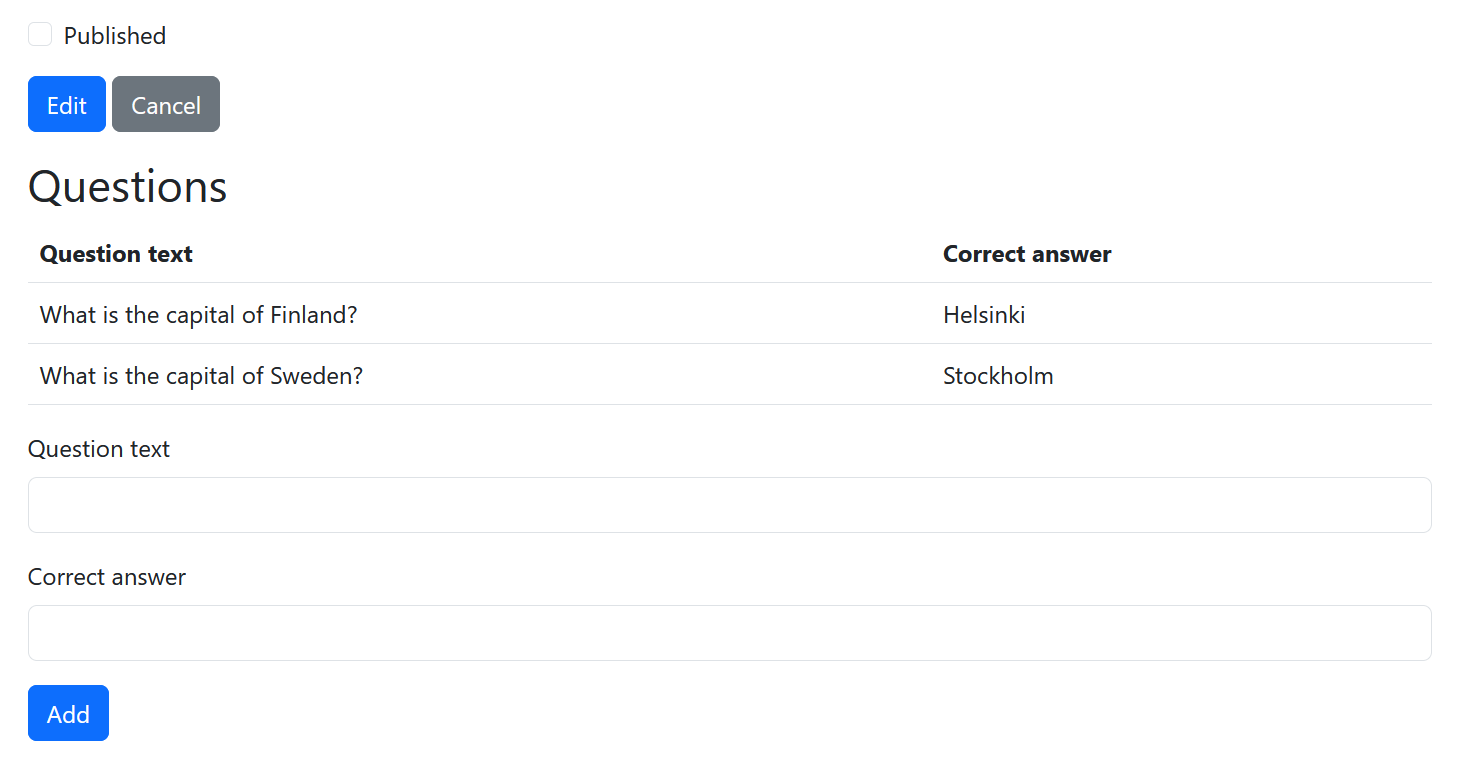 Published
Edit Cancel
Questions
Question text Correct answer
What is the capital of Finland? Helsinki
What is the capital of Sweden? Stockholm
Question text
Correct answer
Add